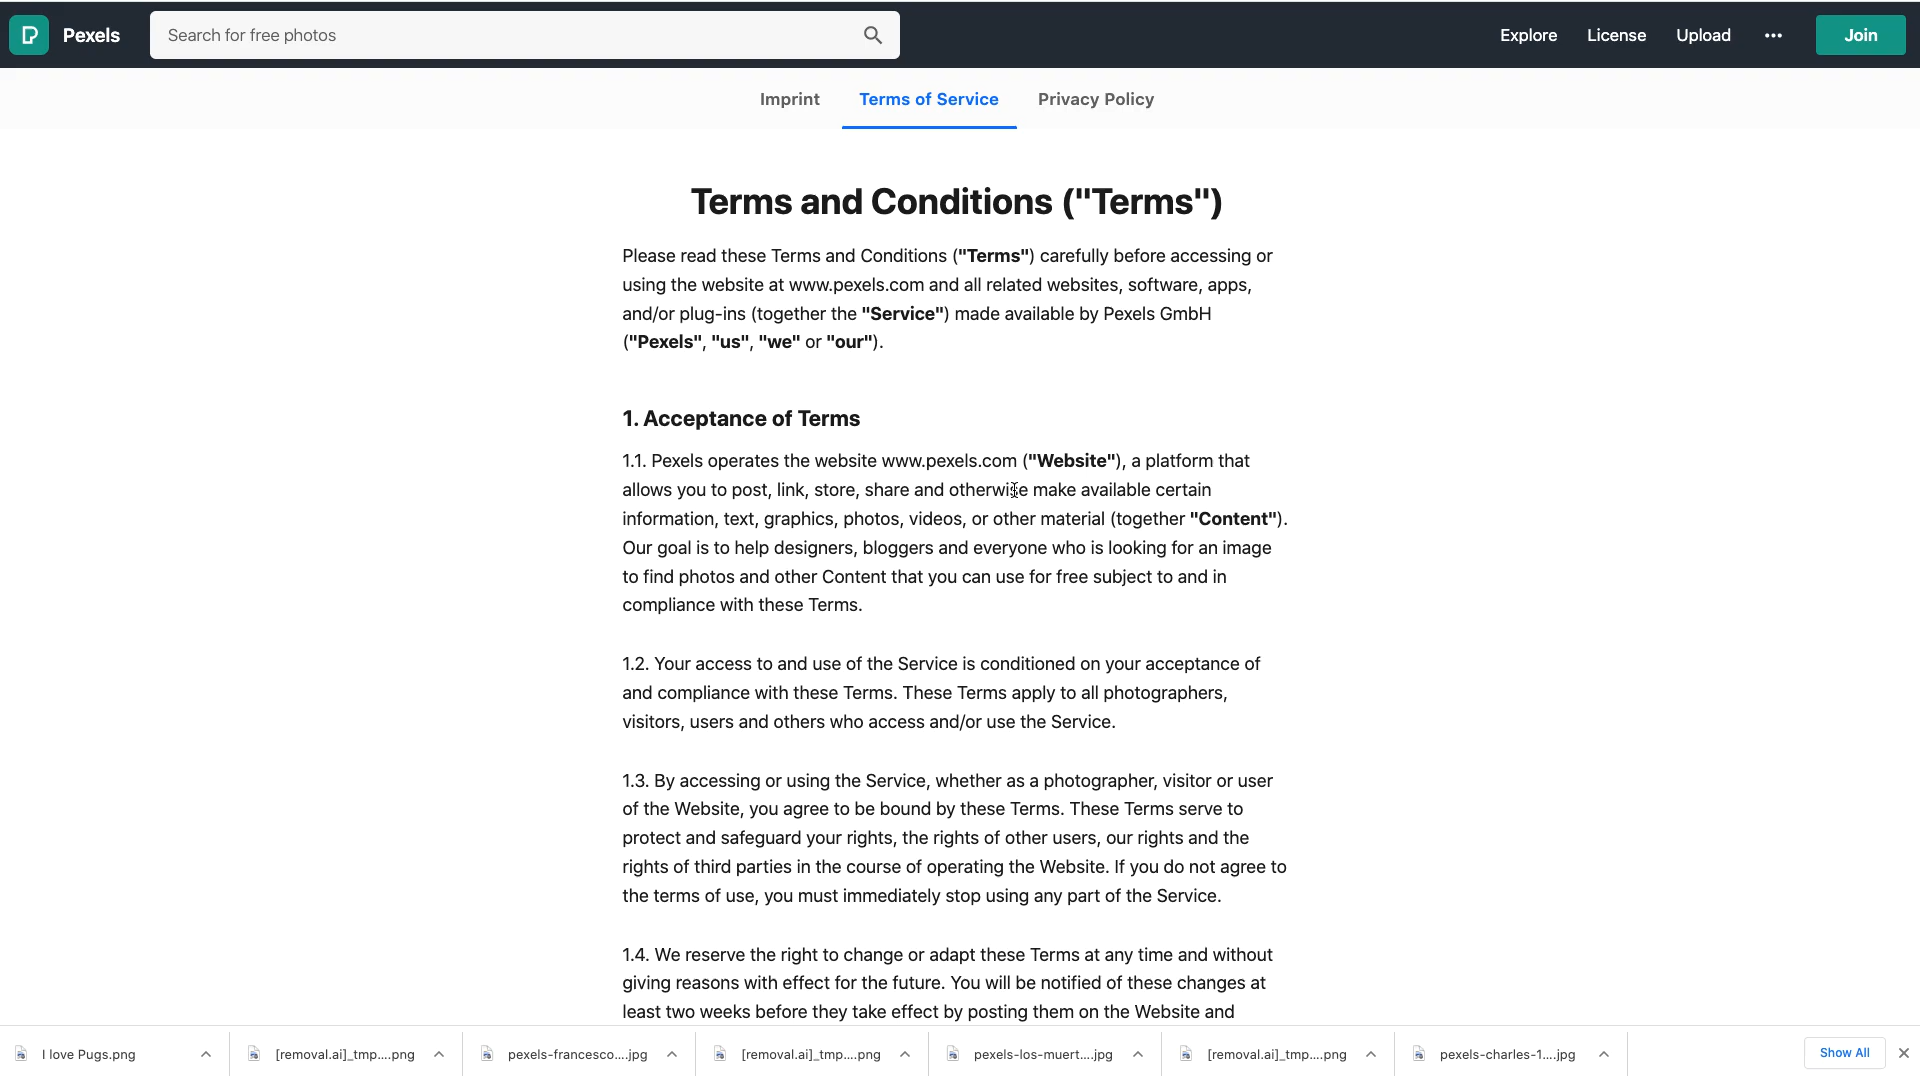 Pexels
Search for free photos
Explore
License
Upload
Join
Imprint
Terms of Service
Privacy Policy
Terms and Conditions ("Terms")
Please read these Terms and Conditions ("Terms") carefully before accessing or
using the website at www.pexels.com and all related websites, software, apps,
and/or plug-ins (together the "Service") made available by Pexels GmbH
("Pexels", "us", "we" or "our").
1. Acceptance of Terms
1.1. Pexels operates the website www.pexels.com ("Website"), a platform that
allows you to post, link, store, share and otherwise make available certain
information, text, graphics, photos, videos, or other material (together "Content").
Our goal is to help designers, bloggers and everyone who is looking for an image
to find photos and other Content that you can use for free subject to and in
compliance with these Terms.
1.2. Your access to and use of the Service is conditioned on your acceptance of
and compliance with these Terms. These Terms apply to all photographers,
visitors, users and others who access and/or use the Service.
1.3. By accessing or using the Service, whether as a photographer, visitor or user
of the Website, you agree to be bound by these Terms. These Terms serve to
protect and safeguard your rights, the rights of other users, our rights and the
rights of third parties in the course of operating the Website. If you do not agree to
the terms of use, you must immediately stop using any part of the Service.
1.4. We reserve the right to change or adapt these Terms at any time and without
giving reasons with effect for the future. You will be notified of these changes at
least two weeks before they take effect by posting them on the Website and
I love Pugs.png
[removal.ai]_tmp....png
pexels-francesco....jpg
[removal.ai]_tmp....png
pexels-los-muert....jpg
[removal.ai]_tmp....png
pexels-charles-1....jpg
Show All